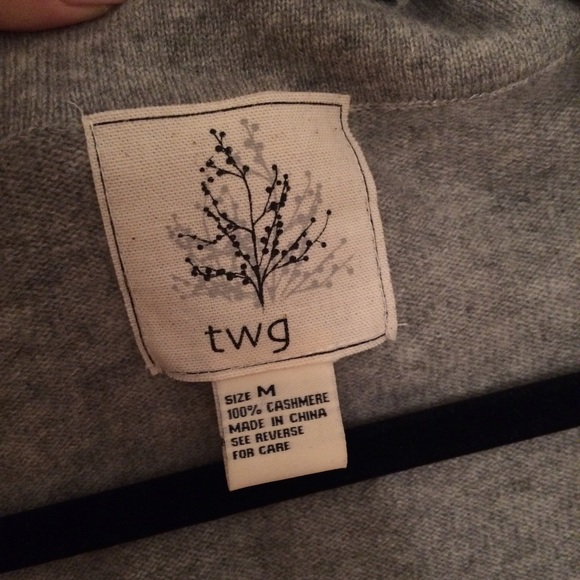 twg
SIZE M
100% CASHMERE
MADE IN CHINA
SEE REVERSE
FOR CARE